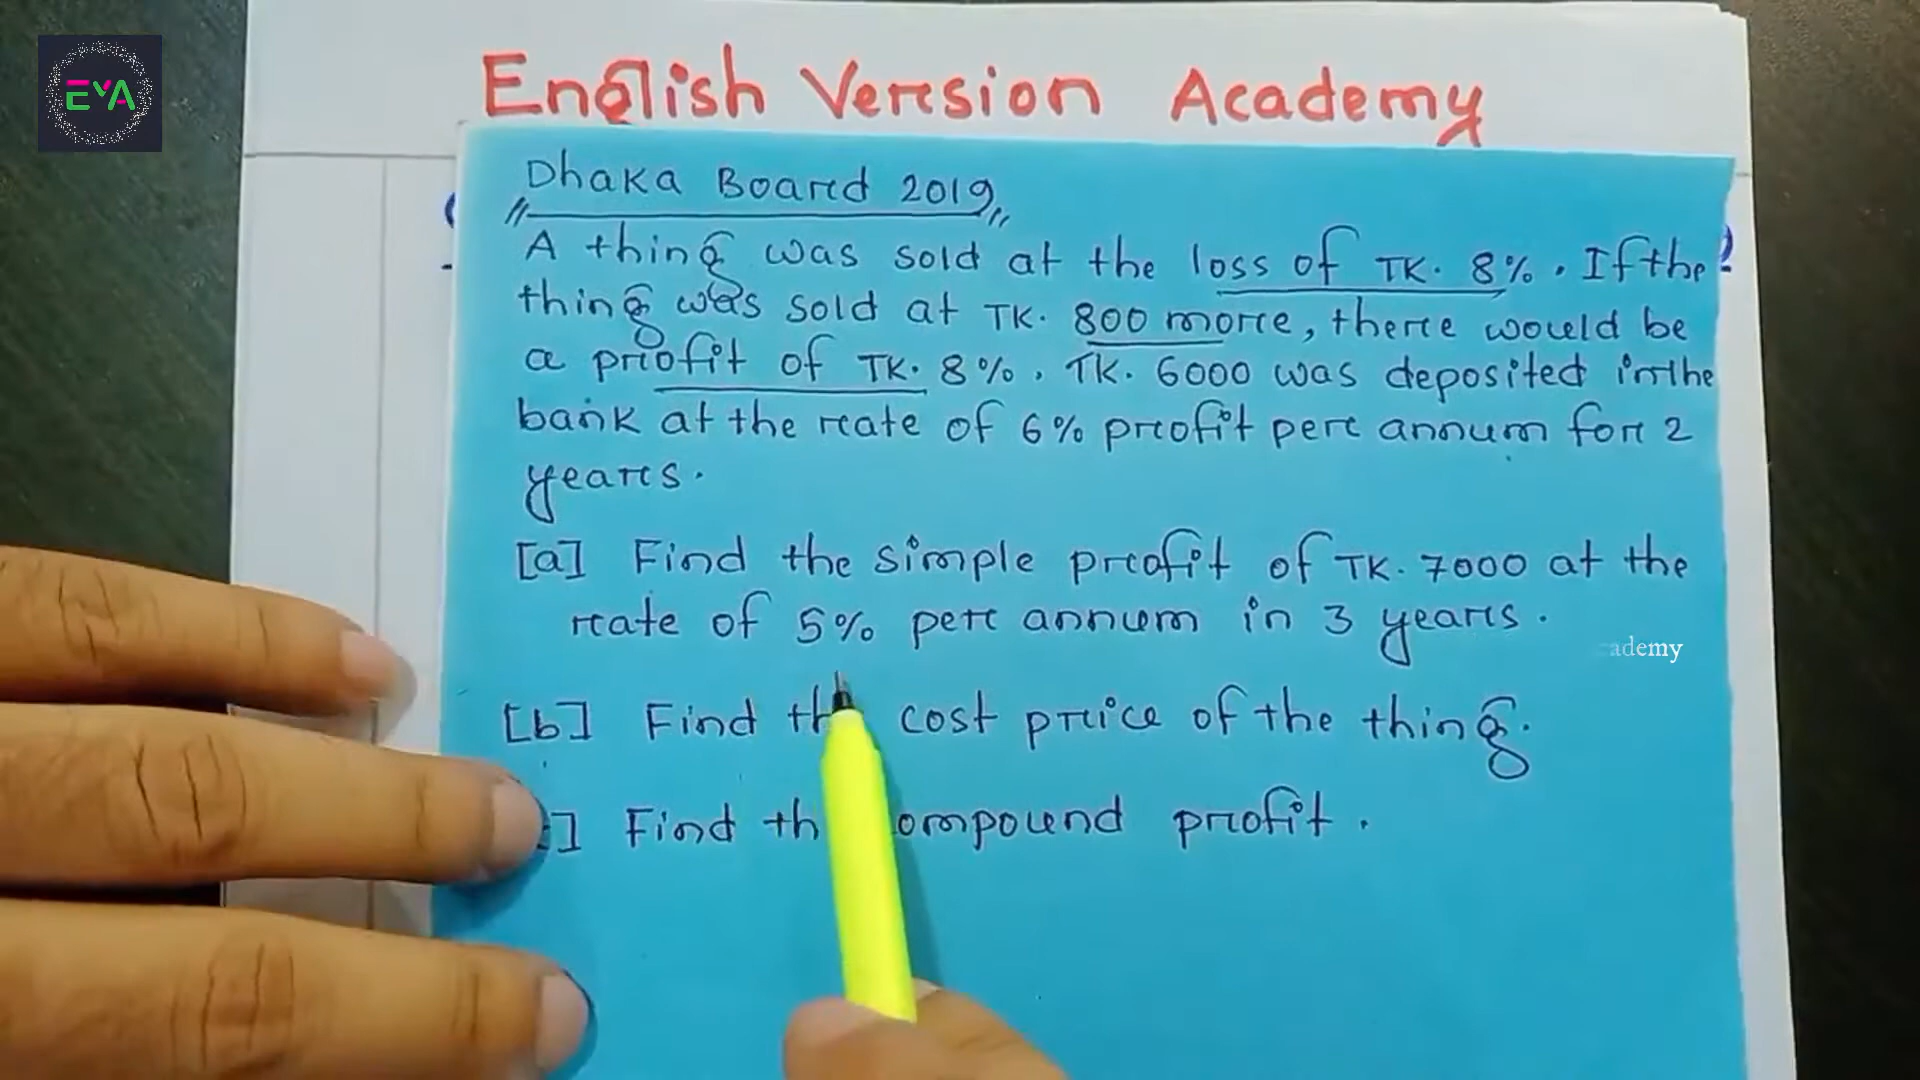 EVA
English Version Academy
Dhaka Board 2019
A thing was sold at the loss of TK. 8%. If the
thing was sold at TK. 800 more, there would be
a profit of TK. 8%. TK. 6000 was deposited in the
bank at the rate of 6% profit per annum for 2
years.
[a] Find the simple profit of TK. 7000 at the
rate of 5% per annum in 3 years.
ademy
[b] Find th cost price of the thing.
] Find th ompound profit.